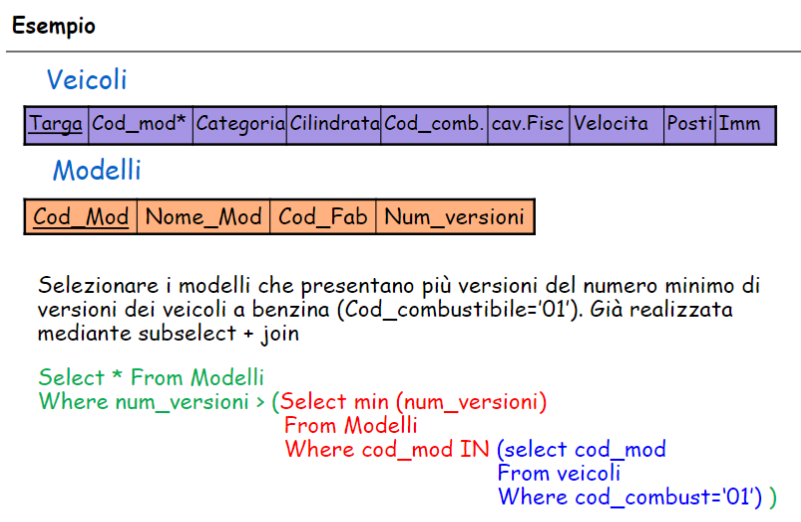 Esempio
Veicoli
Targa Cod_mod* Categoria Cilindrata Cod_comb. cav.Fisc Velocita Posti Imm
Modelli
Cod_Mod Nome_Mod Cod_Fab Num_versioni
Selezionare i modelli che presentano più versioni del numero minimo di
versioni dei veicoli a benzina (Cod_combustibile='01'). Già realizzata
mediante subselect + join
Select * From Modelli
Where num_versioni > (Select min (num_versioni)
From Modelli
Where cod_mod IN (select cod_mod
From veicoli
Where cod_combust='01') )